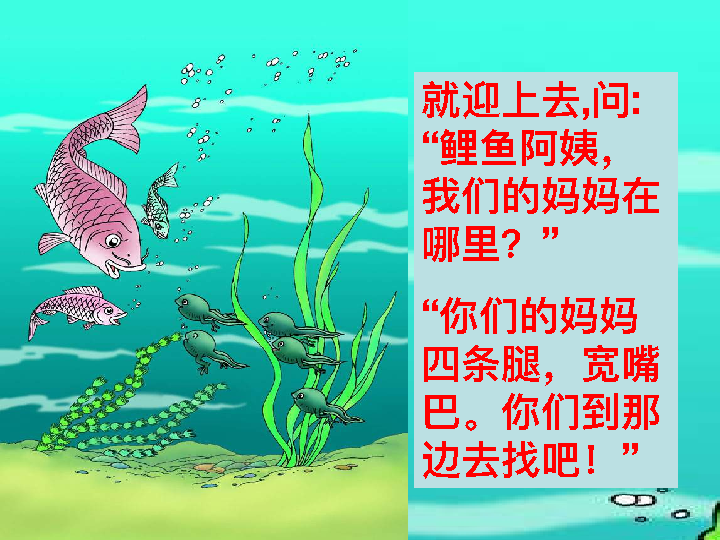 就迎上去,问:
“鲤鱼阿姨，
我们的妈妈在
哪里？”
“你们的妈妈
四条腿，宽嘴
巴。你们到那
边去找吧！”